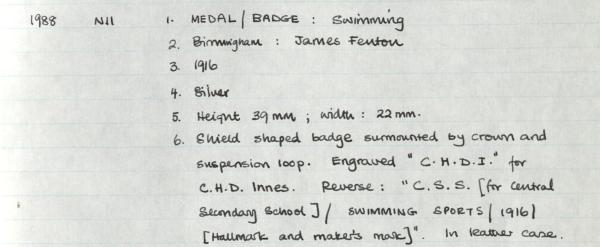 1988 N11 1. MEDAL / BADGE : Swimming
2. Birmingham : James Fenton
3. 1916
4. Silver
5. Height 39 mm ; width : 22 mm.
6. Shield shaped badge surmounted by crown and
suspension loop. Engraved "C.H.D.I." for
C.H.D. Innes. Reverse : "C.S.S. [for Central
Secondary School] / SWIMMING SPORTS / 1916 /
[Hallmark and maker's mark]". In leather case.